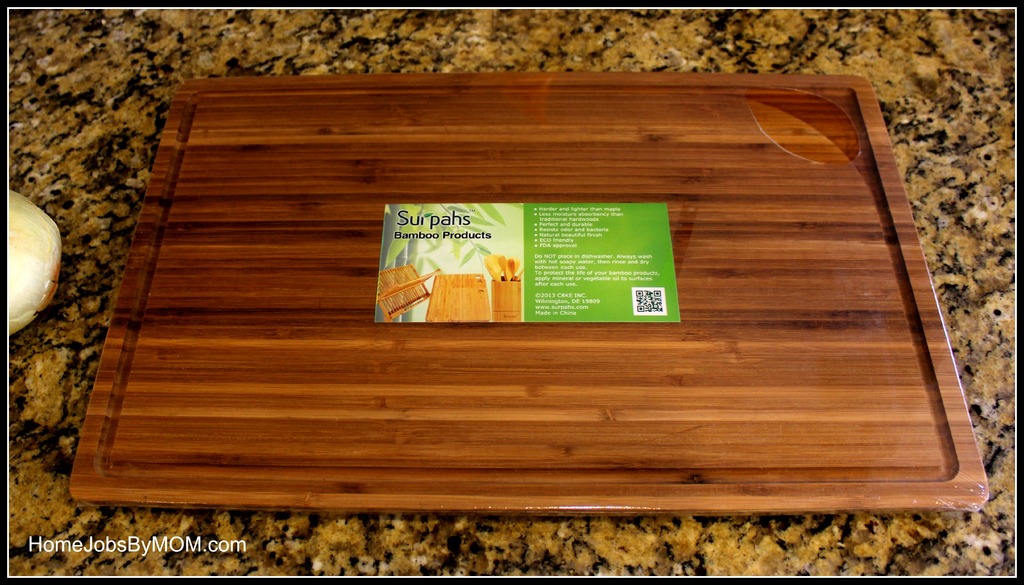 Surpahs™
Bamboo Products
• Harder and lighter than maple
• Less moisture absorbency than
traditional hardwoods
• Perfect and durable
• Resists odor and bacteria
• Natural beautiful finish
• ECO friendly
• FDA approval
Do NOT place in dishwasher. Always wash
with hot soapy water, then rinse and dry
between each use.
To protect the life of your bamboo products,
apply mineral or vegetable oil to surfaces
after each use.
©2013 C&KE INC.
Wilmington, DE 19809
www.surpahs.com
Made in China
HomeJobsByMOM.com